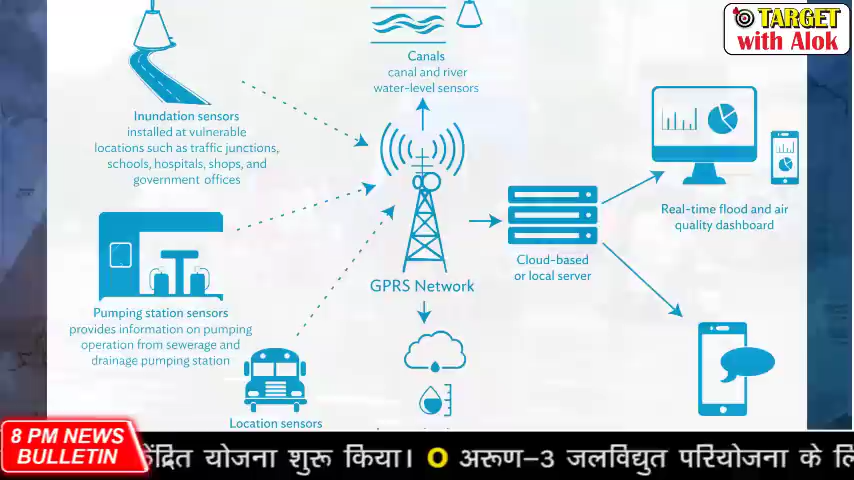 TARGET
with Alok
Canals
canal and river
water-level sensors
Inundation sensors
installed at vulnerable
locations such as traffic junctions,
schools, hospitals, shops, and
government offices
Real-time flood and air
quality dashboard
Cloud-based
or local server
GPRS Network
Pumping station sensors
provides information on pumping
operation from sewerage and
drainage pumping station
Location sensors
8 PM NEWS
BULLETIN
केंद्रित योजना शुरू किया। O अरूण-3 जलविद्युत परियोजना के